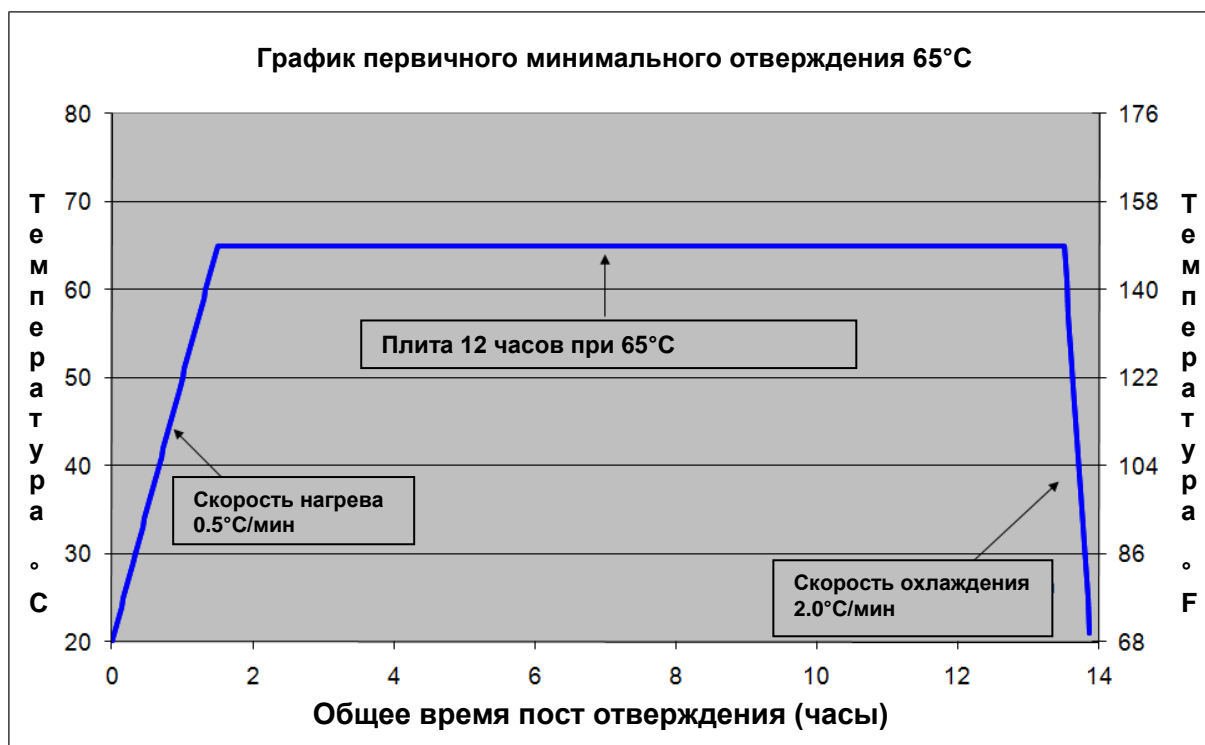 График первичного минимального отверждения 65°C
80
70
60
50
40
30
20
176
158
140
122
104
86
68
Температура °C
Температура °F
Плита 12 часов при 65°C
Скорость нагрева
0.5°C/мин
Скорость охлаждения
2.0°C/мин
0 2 4 6 8 10 12 14
Общее время пост отверждения (часы)